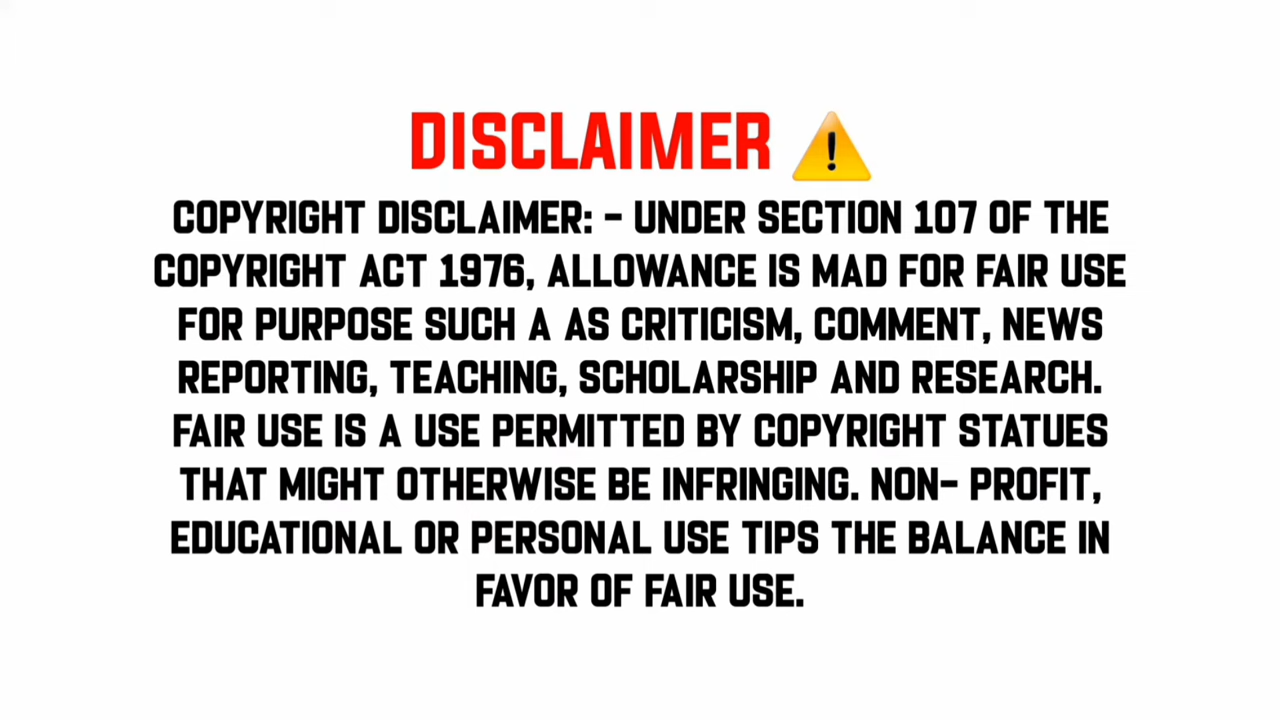 DISCLAIMER ⚠️
COPYRIGHT DISCLAIMER: - UNDER SECTION 107 OF THE
COPYRIGHT ACT 1976, ALLOWANCE IS MAD FOR FAIR USE
FOR PURPOSE SUCH A AS CRITICISM, COMMENT, NEWS
REPORTING, TEACHING, SCHOLARSHIP AND RESEARCH.
FAIR USE IS A USE PERMITTED BY COPYRIGHT STATUES
THAT MIGHT OTHERWISE BE INFRINGING. NON- PROFIT,
EDUCATIONAL OR PERSONAL USE TIPS THE BALANCE IN
FAVOR OF FAIR USE.